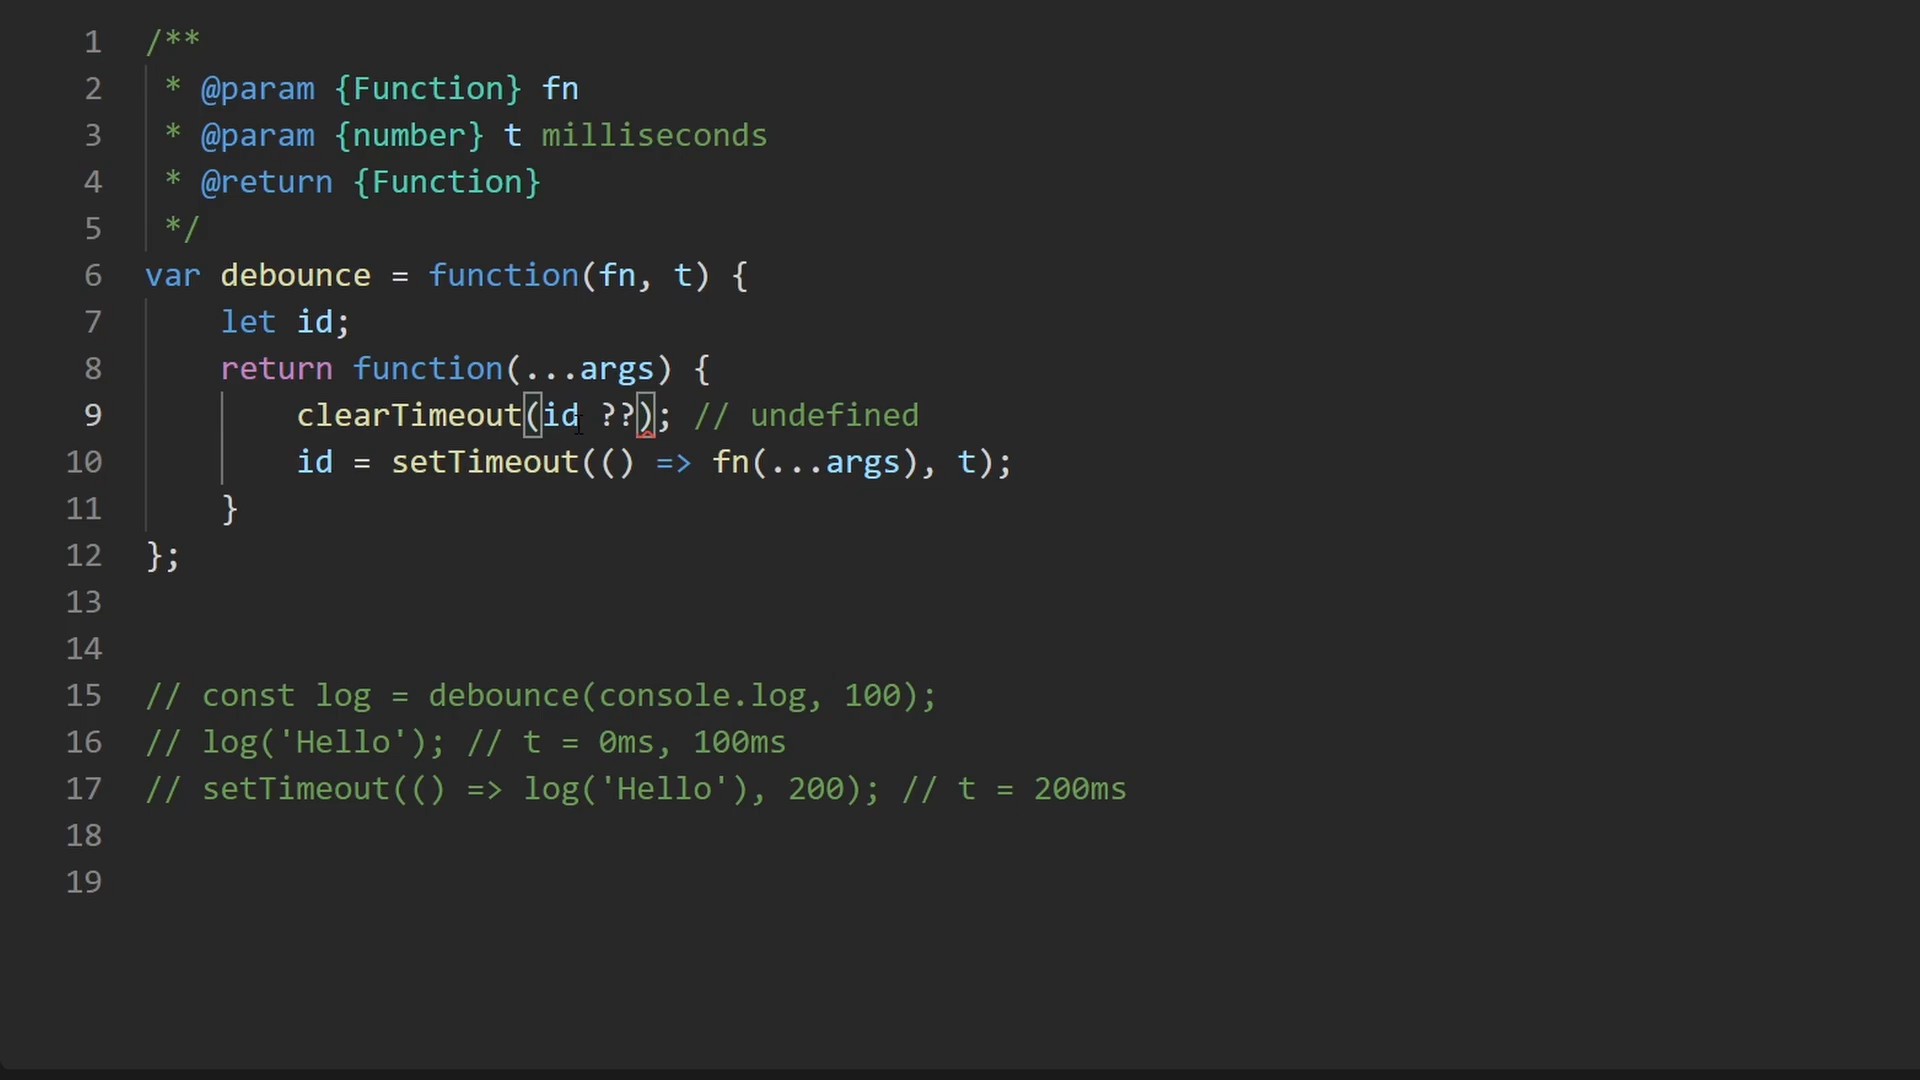 1 /**
2  * @param {Function} fn
3  * @param {number} t milliseconds
4  * @return {Function}
5  */
6 var debounce = function(fn, t) {
7     let id;
8     return function(...args) {
9         clearTimeout(id ??); // undefined
10         id = setTimeout(() => fn(...args), t);
11     }
12 };
13
14
15 // const log = debounce(console.log, 100);
16 // log('Hello'); // t = 0ms, 100ms
17 // setTimeout(() => log('Hello'), 200); // t = 200ms
18
19